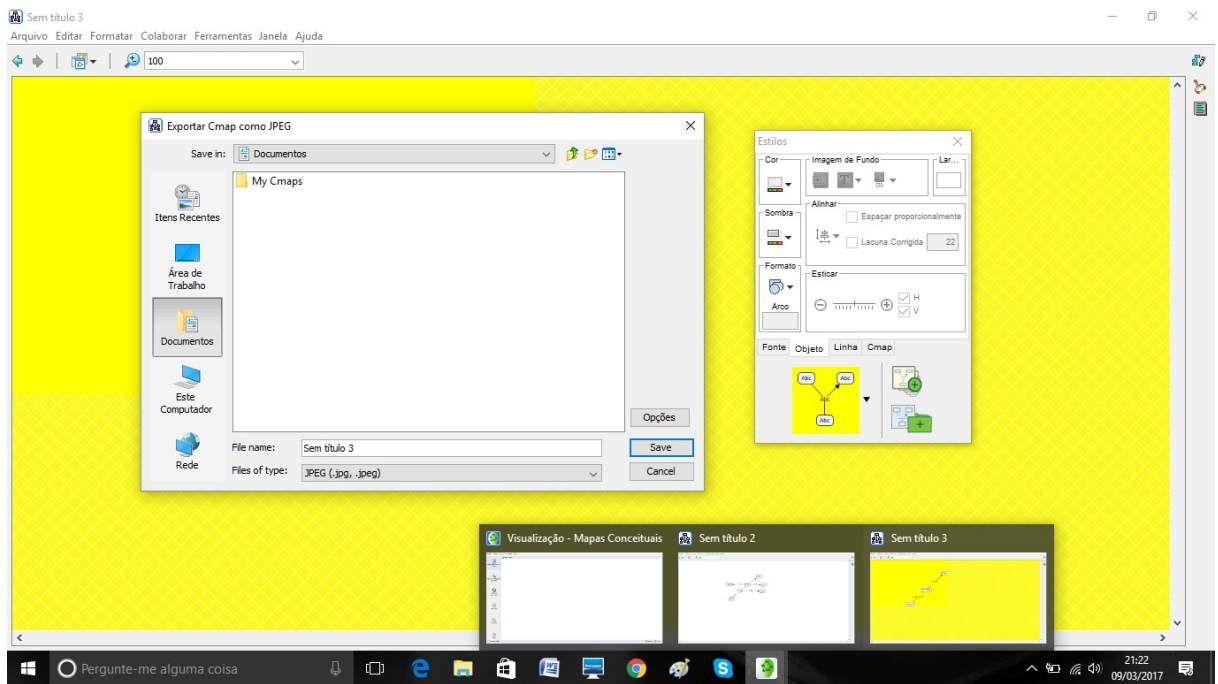 Sem título 3
Arquivo Editar Formatar Colaborar Ferramentas Janela Ajuda
100
Exportar Cmap como JPEG
Save in: Documentos
My Cmaps
Itens Recentes
Área de
Trabalho
Documentos
Este
Computador
Rede
Opções
File name: Sem título 3 Save
Files of type: JPEG (.jpg, .jpeg) Cancel
Estilos
Cor Imagem de Fundo Lar...
Sombra Alinhar
Espaçar proporcionalmente
Lacuna Corrigida 22
Formato Esticar
Arco H
V
Fonte Objeto Linha Cmap
Abc Abc
Abc
Abc
Visualização - Mapas Conceituais Sem título 2 Sem título 3
Pergunte-me alguma coisa
21:22
09/03/2017